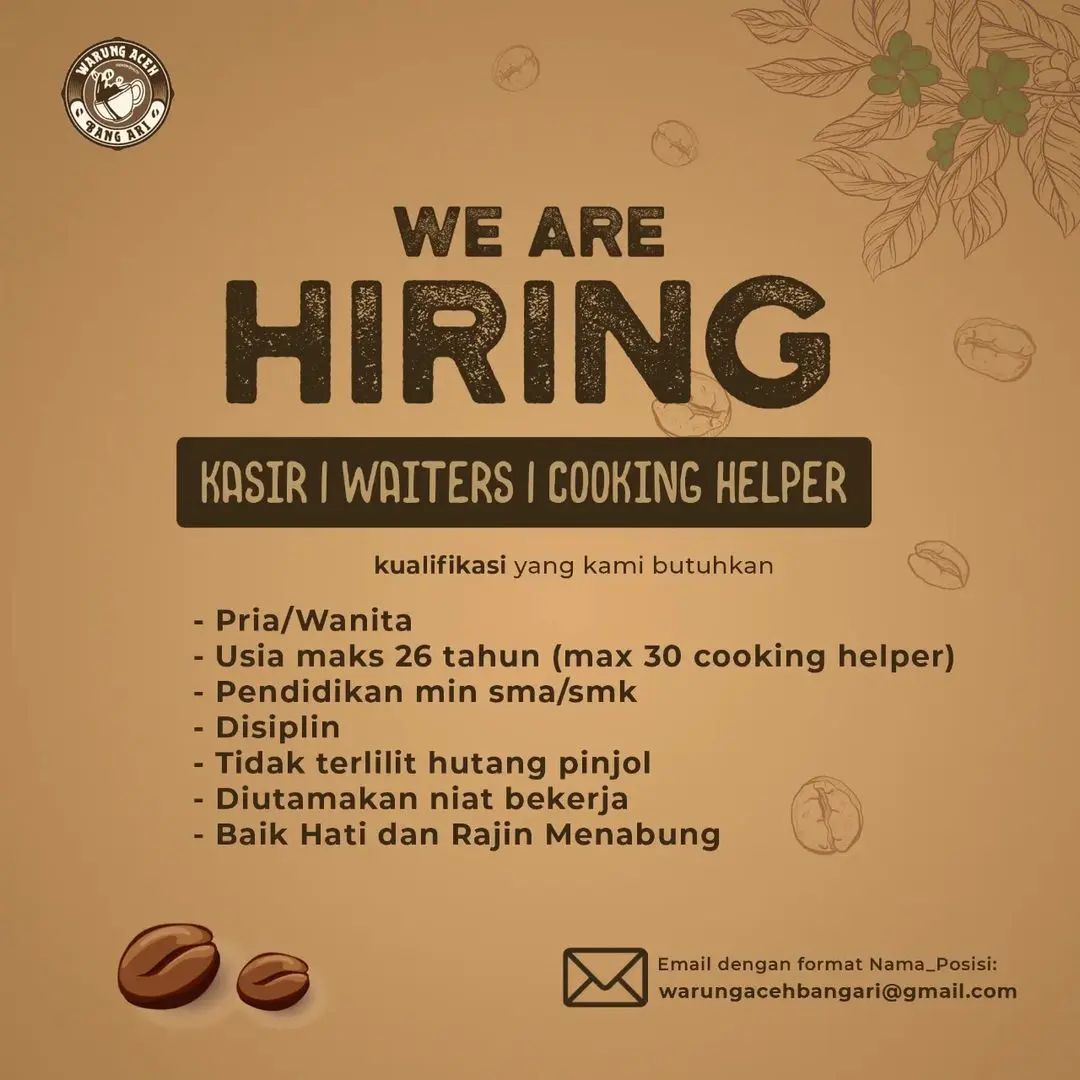 WARUNG ACEH
BANG ARI
WE ARE
HIRING
KASIR | WAITERS | COOKING HELPER
kualifikasi yang kami butuhkan
- Pria/Wanita
- Usia maks 26 tahun (max 30 cooking helper)
- Pendidikan min sma/smk
- Disiplin
- Tidak terlilit hutang pinjol
- Diutamakan niat bekerja
- Baik Hati dan Rajin Menabung
Email dengan format Nama_Posisi:
warungacehbangari@gmail.com